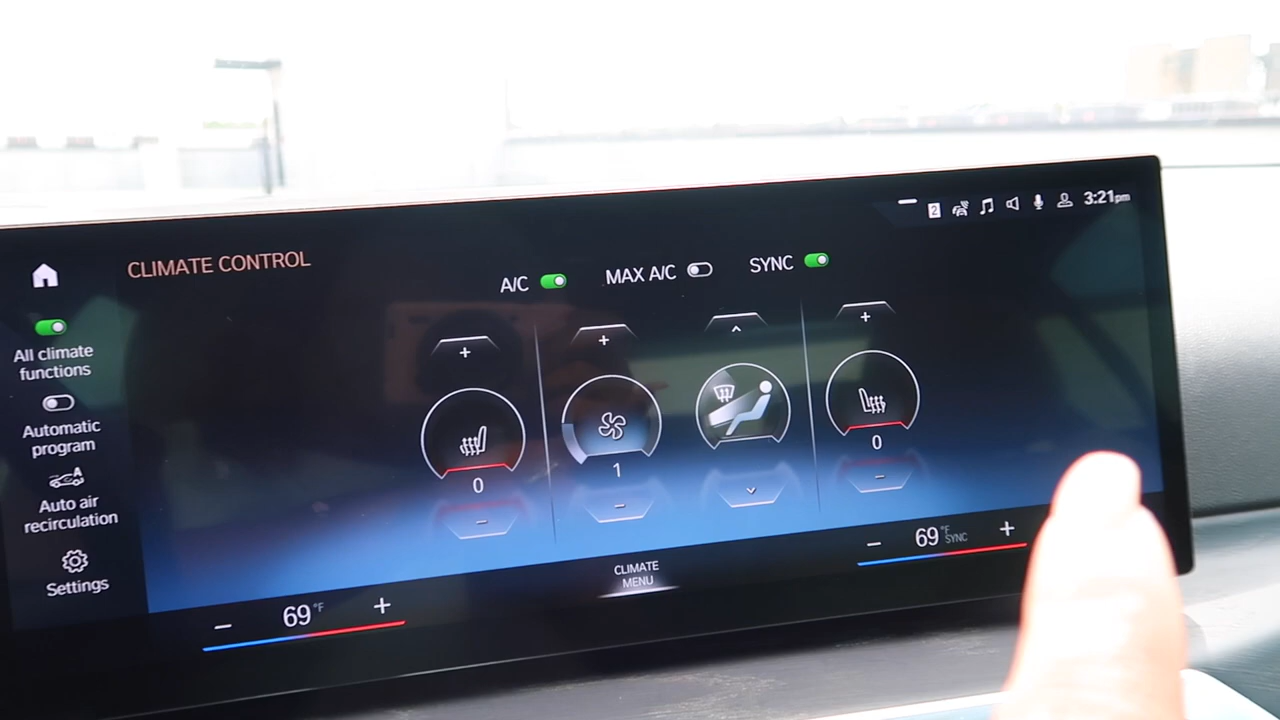 2
3:21pm
CLIMATE CONTROL
A/C
MAX A/C
SYNC
All climate
functions
Automatic
program
A
Auto air
recirculation
Settings
+
+
+
0
1
0
−
−
−
− 69°F +
CLIMATE
MENU
− 69°F SYNC +